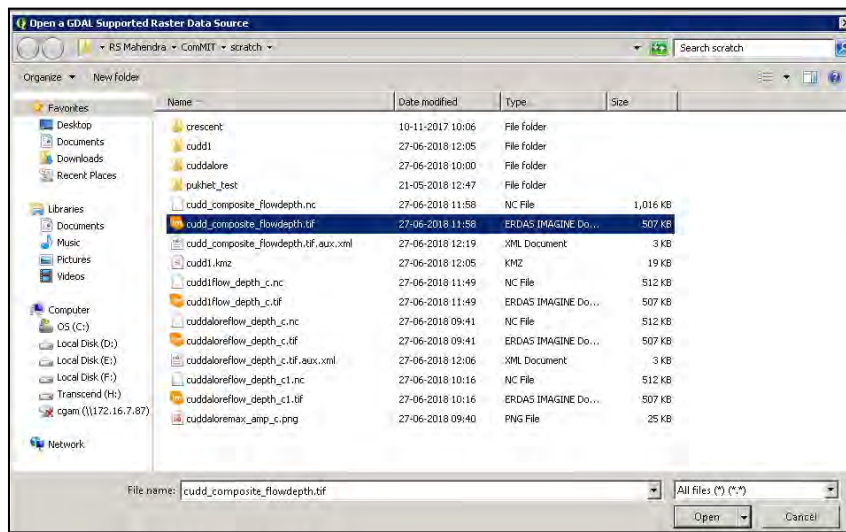 Open a GDAL Supported Raster Data Source
RS Mahendra ComMIT scratch
Search scratch
Organize New folder
Favorites
Desktop
Documents
Downloads
Recent Places
Libraries
Documents
Music
Pictures
Videos
Computer
OS (C:)
Local Disk (D:)
Local Disk (E:)
Local Disk (F:)
Transcend (H:)
cgam (\\172.16.7.87)
Network
Name Date modified Type Size
crescent 10-11-2017 10:06 File folder
cudd1 27-06-2018 12:05 File folder
cuddalore 27-06-2018 10:00 File folder
pukhet_test 21-05-2018 12:47 File folder
cudd_composite_flowdepth.nc 27-06-2018 11:58 NC File 1,016 KB
cudd_composite_flowdepth.tif 27-06-2018 11:58 ERDAS IMAGINE Do... 507 KB
cudd_composite_flowdepth.tif.aux.xml 27-06-2018 12:19 XML Document 3 KB
cudd1.kmz 27-06-2018 12:05 KMZ 19 KB
cudd1flow_depth_c.nc 27-06-2018 11:49 NC File 512 KB
cudd1flow_depth_c.tif 27-06-2018 11:49 ERDAS IMAGINE Do... 507 KB
cuddaloreflow_depth_c.nc 27-06-2018 09:41 NC File 512 KB
cuddaloreflow_depth_c.tif 27-06-2018 09:41 ERDAS IMAGINE Do... 507 KB
cuddaloreflow_depth_c.tif.aux.xml 27-06-2018 12:06 XML Document 3 KB
cuddaloreflow_depth_c1.nc 27-06-2018 10:16 NC File 512 KB
cuddaloreflow_depth_c1.tif 27-06-2018 10:16 ERDAS IMAGINE Do... 507 KB
cuddaloremax_amp_c.png 27-06-2018 09:40 PNG File 25 KB
File name: cudd_composite_flowdepth.tif All files (*) (*.*)
Open Cancel